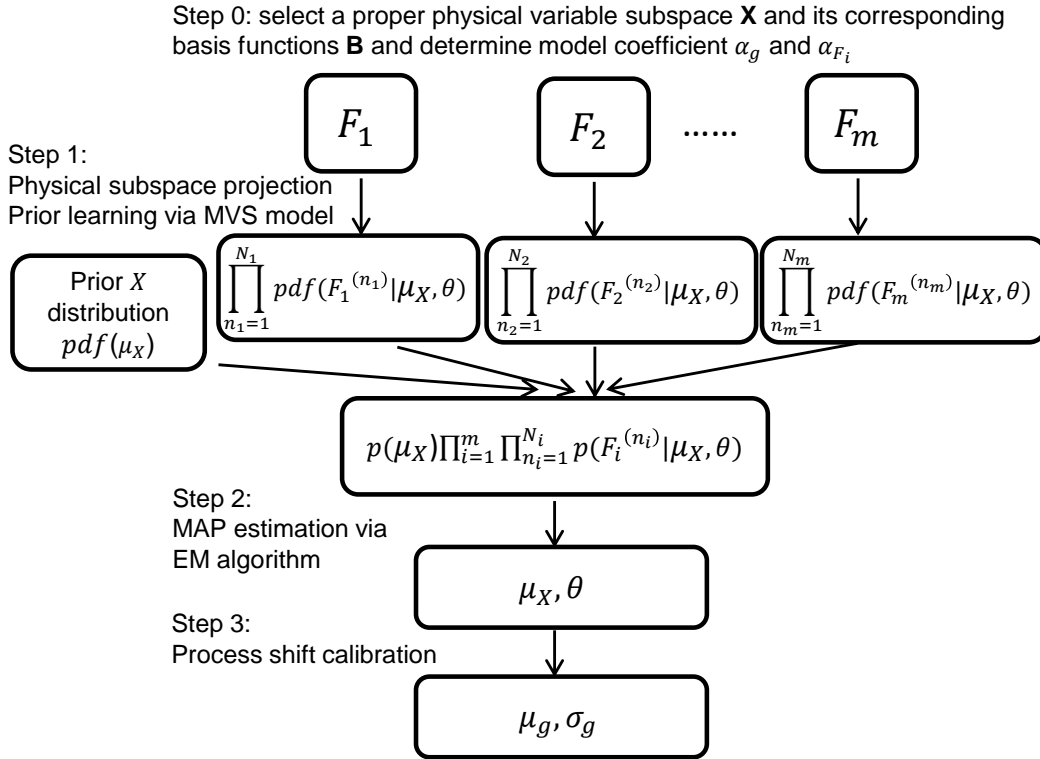 Step 0: select a proper physical variable subspace X and its corresponding
basis functions B and determine model coefficient α_g and α_{F_i}
F_1
F_2
......
F_m
Step 1:
Physical subspace projection
Prior learning via MVS model
Prior X
distribution
pdf(μ_X)
∏_{n_1=1}^{N_1} pdf(F_1^{(n_1)}|μ_X, θ)
∏_{n_2=1}^{N_2} pdf(F_2^{(n_2)}|μ_X, θ)
∏_{n_m=1}^{N_m} pdf(F_m^{(n_m)}|μ_X, θ)
p(μ_X)∏_{i=1}^{m} ∏_{n_i=1}^{N_i} p(F_i^{(n_i)}|μ_X, θ)
Step 2:
MAP estimation via
EM algorithm
μ_X, θ
Step 3:
Process shift calibration
μ_g, σ_g